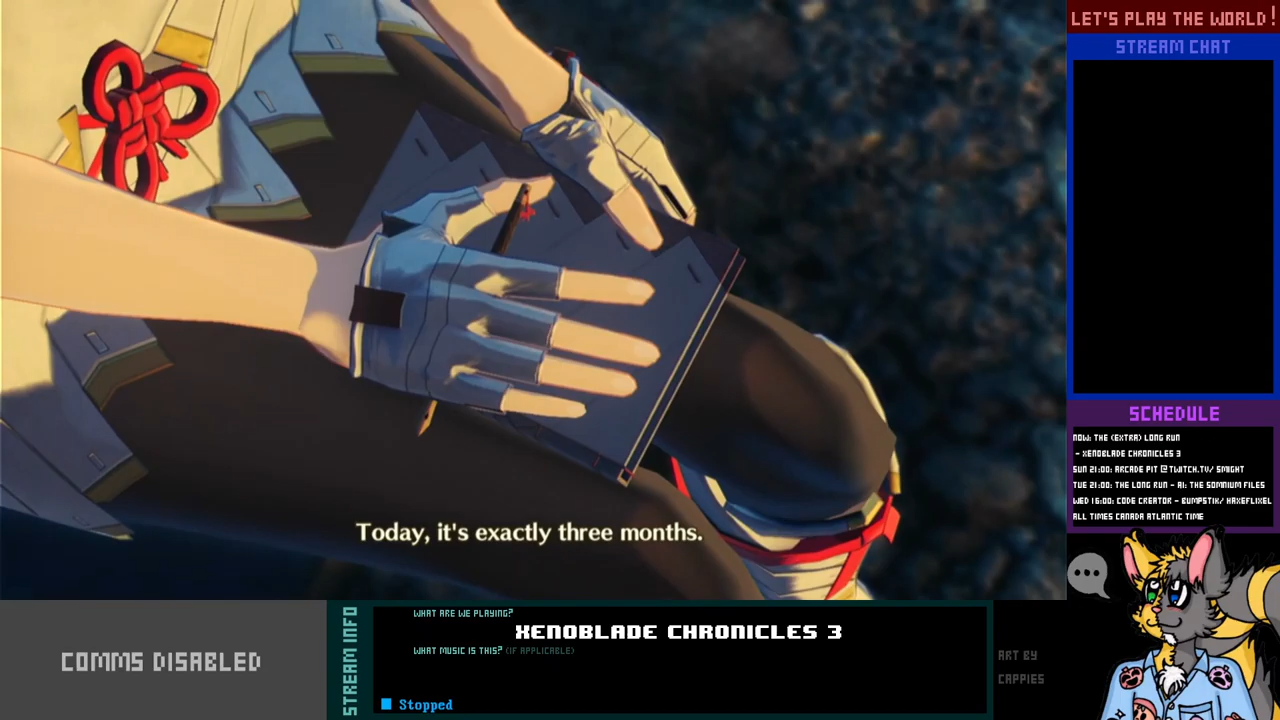 LET'S PLAY THE WORLD!
STREAM CHAT
Today, it's exactly three months.
SCHEDULE
NOW: THE (EXTRA) LONG RUN
- XENOBLADE CHRONICLES 3
SUN 21:00: ARCADE PIT @ TWITCH.TV/ SMIGHT
TUE 21:00: THE LONG RUN - AI: THE SOMNIUM FILES
WED 16:00: CODE CREATOR - BUMPSTIK/ HAXEFLIXEL
ALL TIMES CANADA ATLANTIC TIME
COMMS DISABLED
STREAM INFO
WHAT ARE WE PLAYING?
XENOBLADE CHRONICLES 3
WHAT MUSIC IS THIS? (IF APPLICABLE)
Stopped
ART BY
CAPPIES